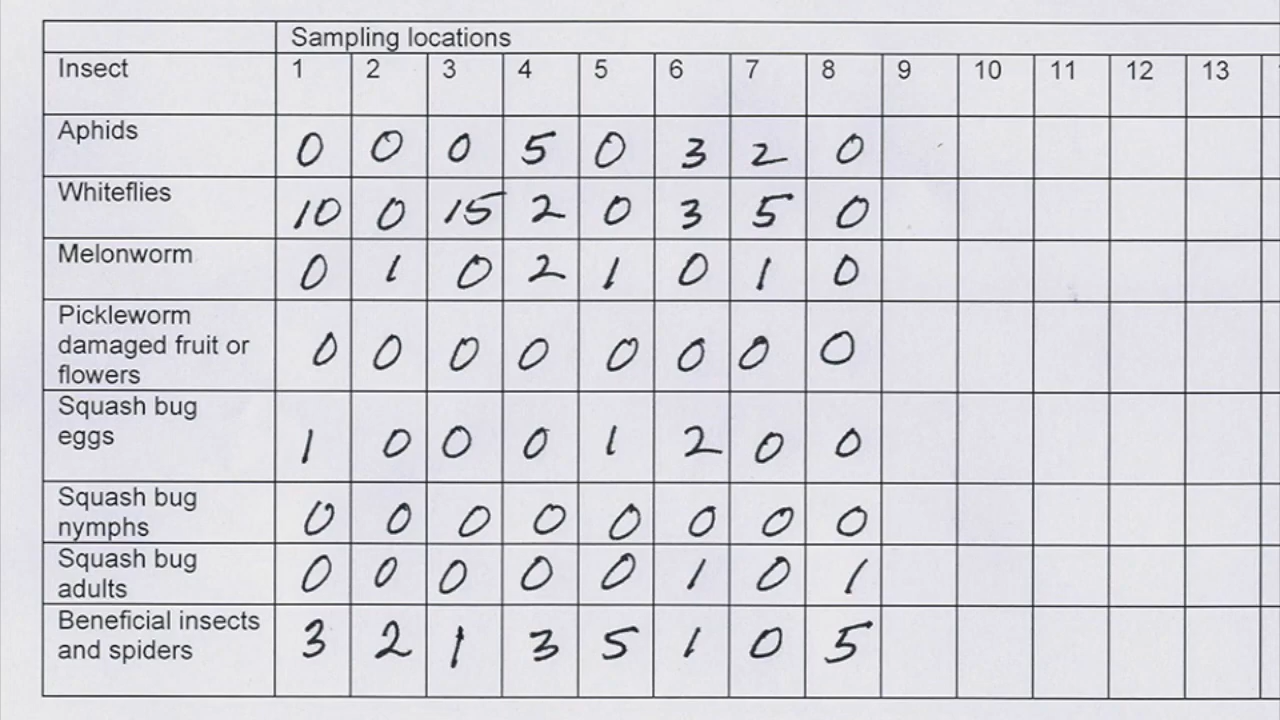 Sampling locations
Insect 1 2 3 4 5 6 7 8 9 10 11 12 13
Aphids 0 0 0 5 0 3 2 0
Whiteflies 10 0 15 2 0 3 5 0
Melonworm 0 1 0 2 1 0 1 0
Pickleworm
damaged fruit or
flowers 0 0 0 0 0 0 0 0
Squash bug
eggs 1 0 0 0 1 2 0 0
Squash bug
nymphs 0 0 0 0 0 0 0 0
Squash bug
adults 0 0 0 0 0 1 0 1
Beneficial insects
and spiders 3 2 1 3 5 1 0 5